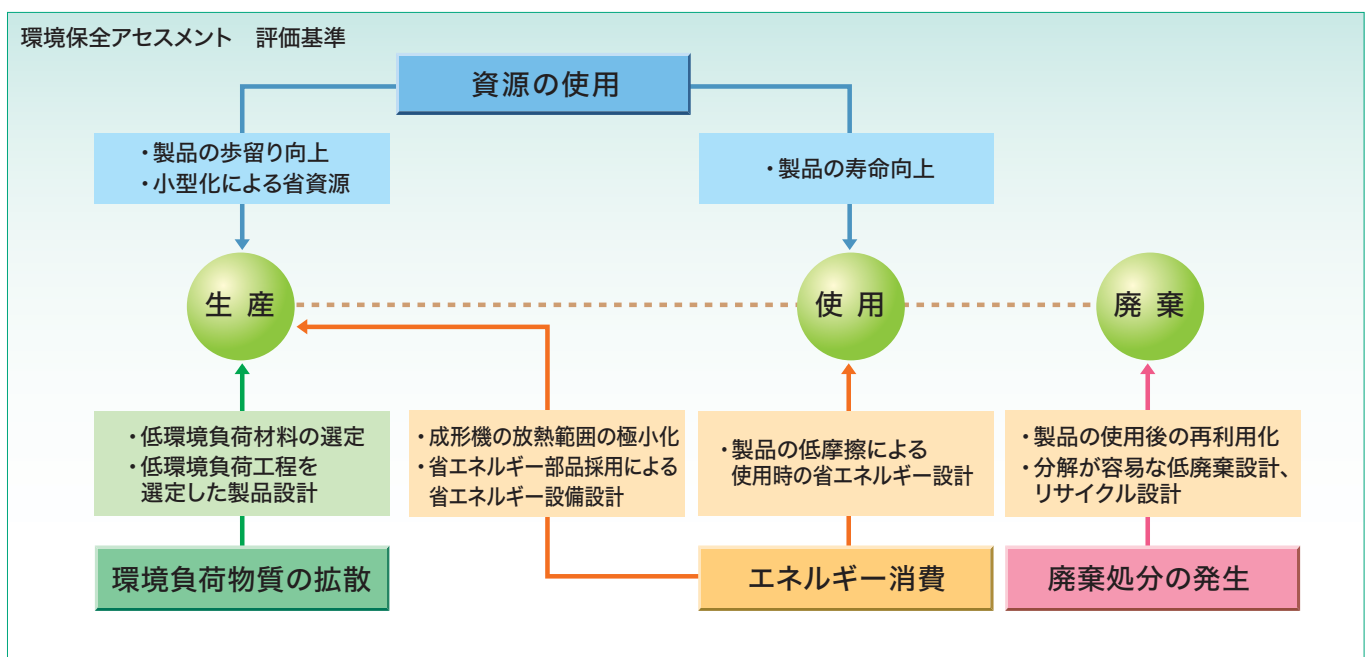 環境保全アセスメント　評価基準
資源の使用
・製品の歩留り向上
・小型化による省資源
・製品の寿命向上
生 産
使 用
廃 棄
・低環境負荷材料の選定
・低環境負荷工程を
選定した製品設計
・成形機の放熱範囲の極小化
・省エネルギー部品採用による
省エネルギー設備設計
・製品の低摩擦による
使用時の省エネルギー設計
・製品の使用後の再利用化
・分解が容易な低廃棄設計、
リサイクル設計
環境負荷物質の拡散
エネルギー消費
廃棄処分の発生